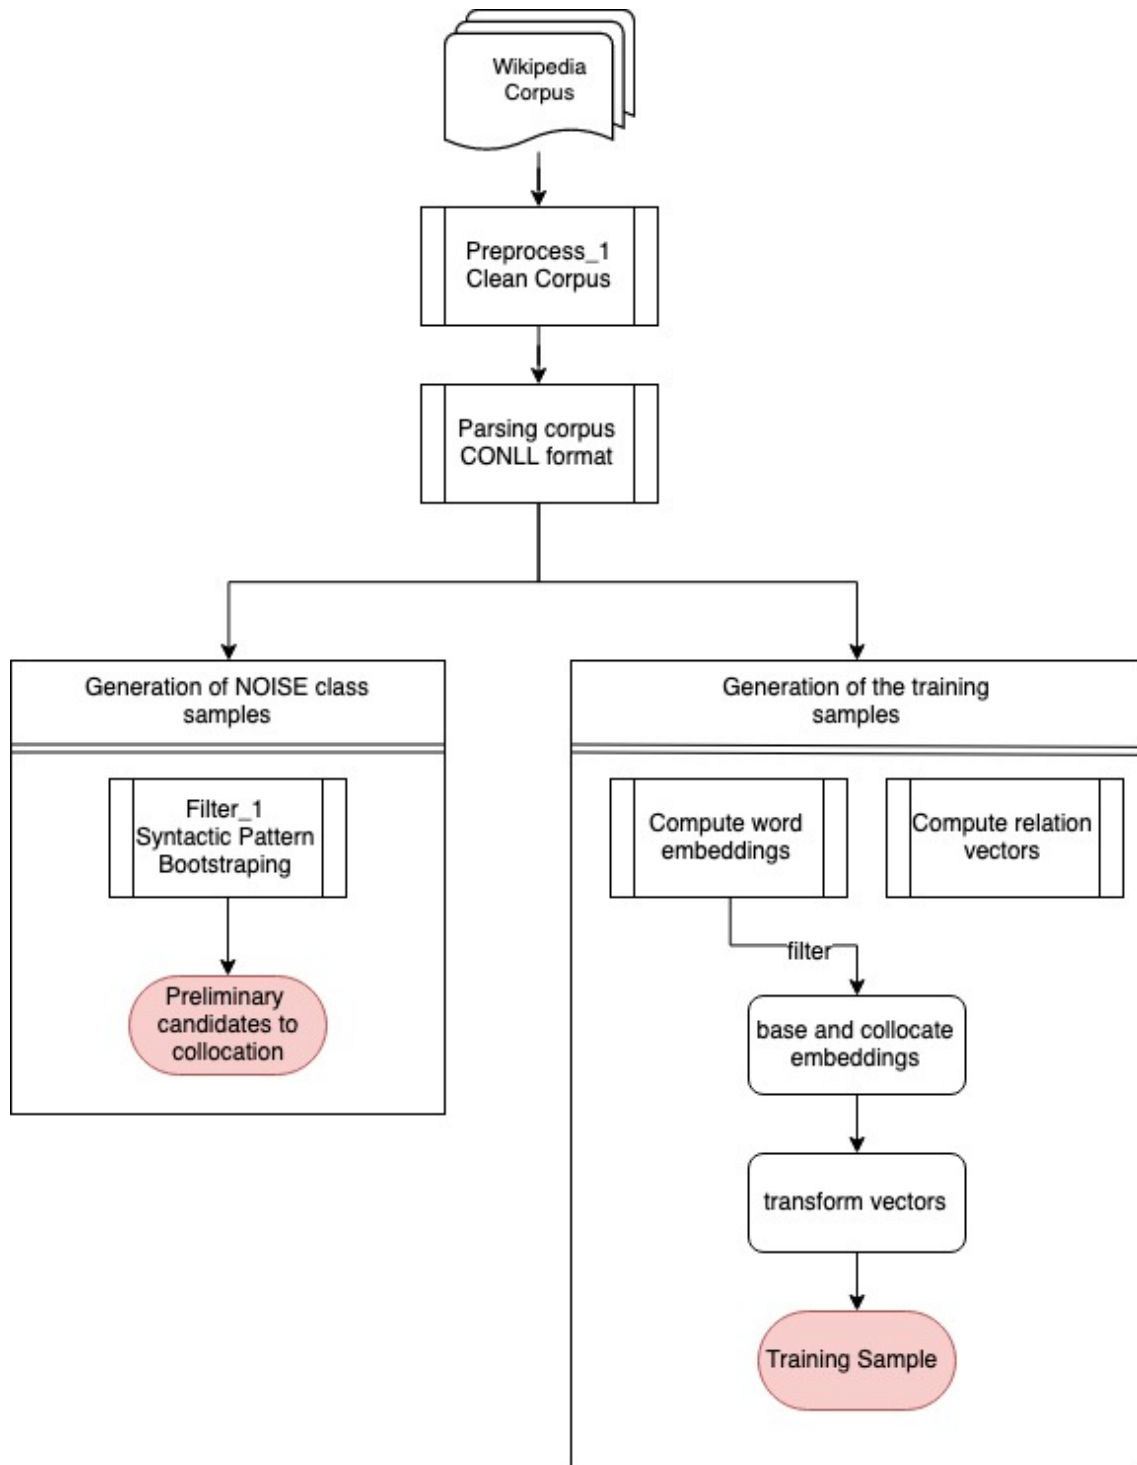 Wikipedia
Corpus
Preprocess_1
Clean Corpus
Parsing corpus
CONLL format
Generation of NOISE class
samples
Filter_1
Syntactic Pattern
Bootstraping
Preliminary
candidates to
collocation
Generation of the training
samples
Compute word
embeddings
Compute relation
vectors
filter
base and collocate
embeddings
transform vectors
Training Sample